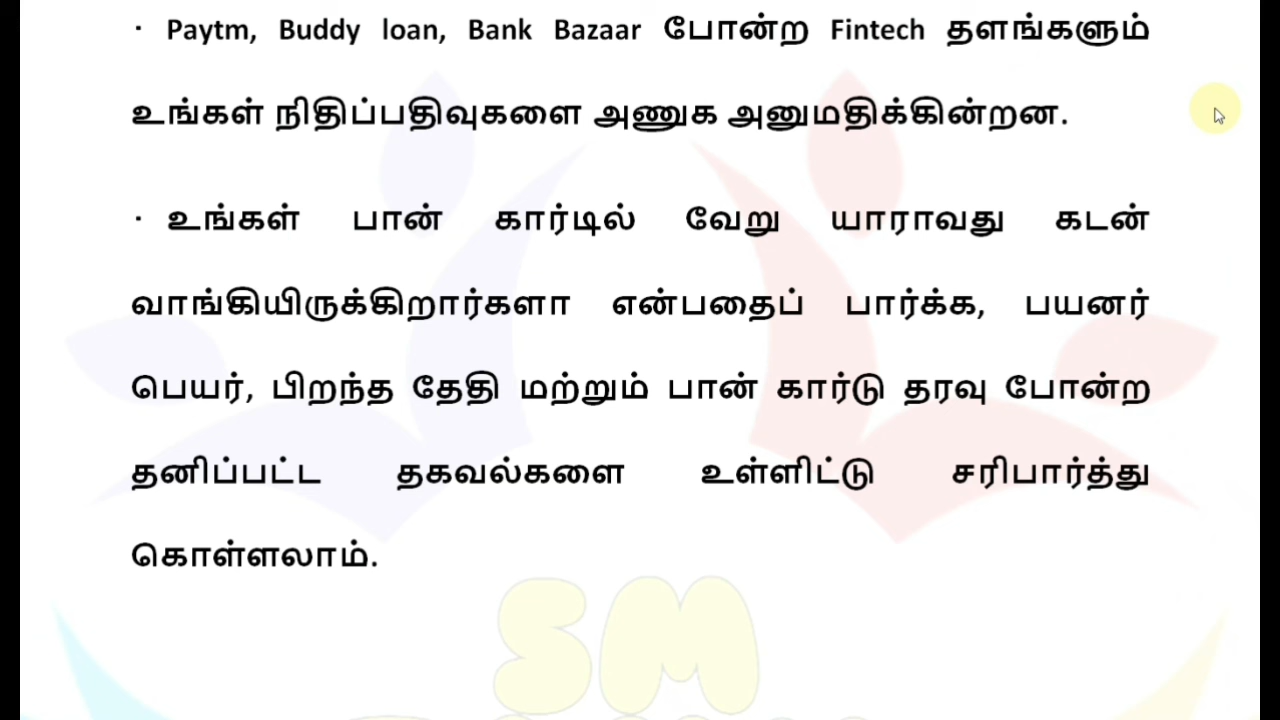 · Paytm, Buddy loan, Bank Bazaar போன்ற Fintech தளங்களும்
உங்கள் நிதிப்பதிவுகளை அணுக அனுமதிக்கின்றன.
· உங்கள் பான் கார்டில் வேறு யாராவது கடன்
வாங்கியிருக்கிறார்களா என்பதைப் பார்க்க, பயனர்
பெயர், பிறந்த தேதி மற்றும் பான் கார்டு தரவு போன்ற
தனிப்பட்ட தகவல்களை உள்ளிட்டு சரிபார்த்து
கொள்ளலாம்.
SM